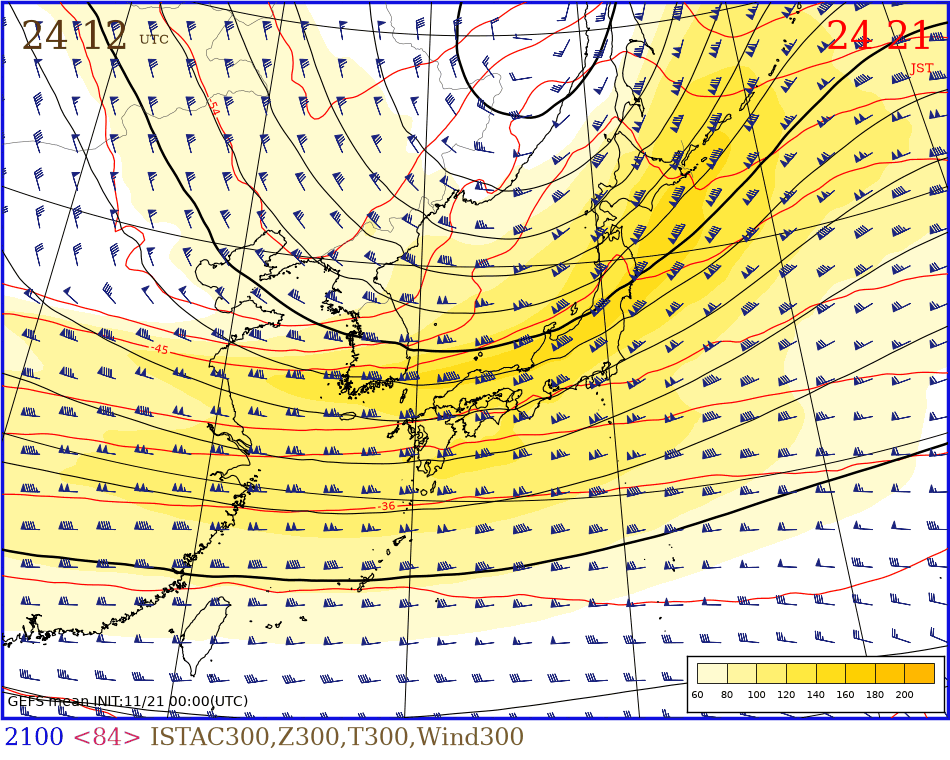 24 12 UTC
24 21
JST
-54
-45
-36
60 80 100 120 140 160 180 200
GEFS mean INIT:11/21 00:00(UTC)
2100 <84> ISTAC300,Z300,T300,Wind300